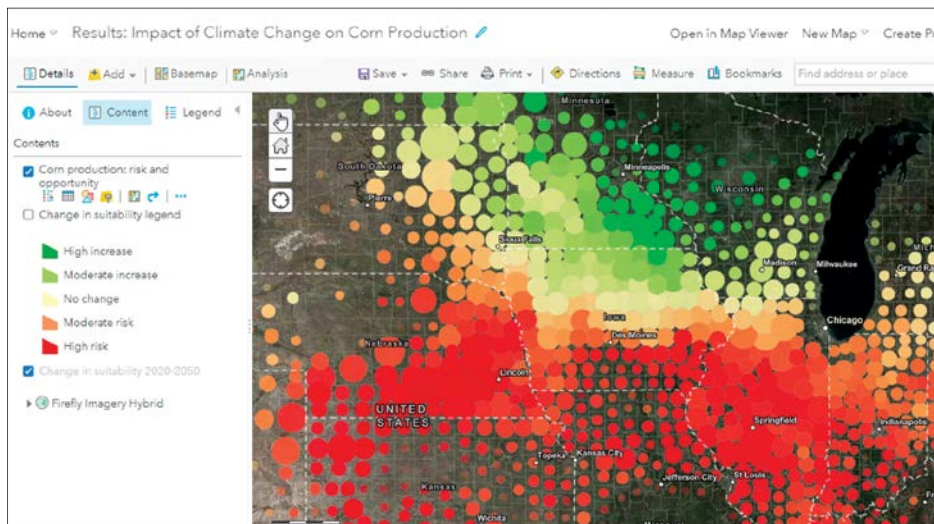 Home Results: Impact of Climate Change on Corn Production Open in Map Viewer New Map
Details Add Basemap Analysis Save Share Print Directions Measure Bookmarks Find address or place
About Content Legend
Contents
Corn production: risk and
opportunity
Change in suitability legend
High increase
Moderate increase
No change
Moderate risk
High risk
Change in suitability 2020-2050
Firefly Imagery Hybrid
Minnesota
South Dakota
Minneapolis
Wisconsin
Pierre
Sioux Falls
Madison
Milwaukee
Iowa
Chicago
Nebraska
Des Moines
Lincoln
UNITED
STATES
Springfield
Indianapolis
Topeka
Kansas City
St Louis
Jefferson City
Kansas
Wichita